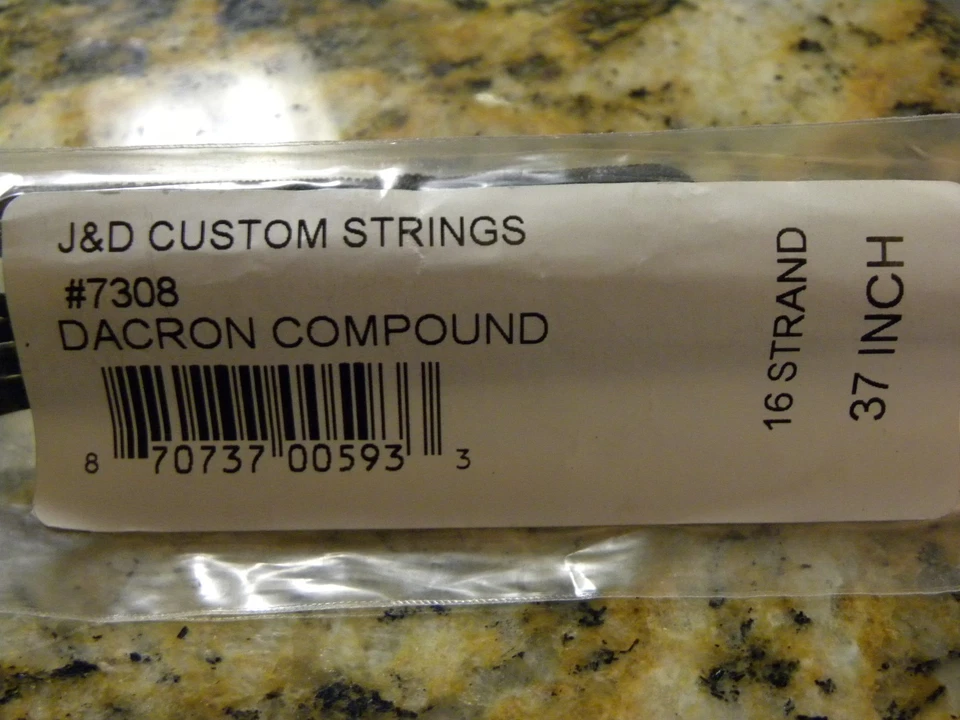 J&D CUSTOM STRINGS
#7308
DACRON COMPOUND
8 70737 00593 3
16 STRAND
37 INCH